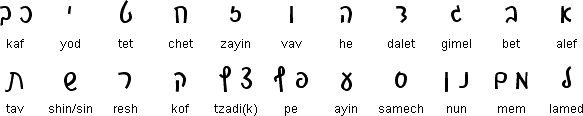 א ב ג ד ה ו ז ח ט י כ ך
kaf yod tet chet zayin vav he dalet gimel bet alef
ל מ ם נ ן ס ע פ ף צ ץ ק ר ש ת
tav shin/sin resh kof tzadi(k) pe ayin samech nun mem lamed